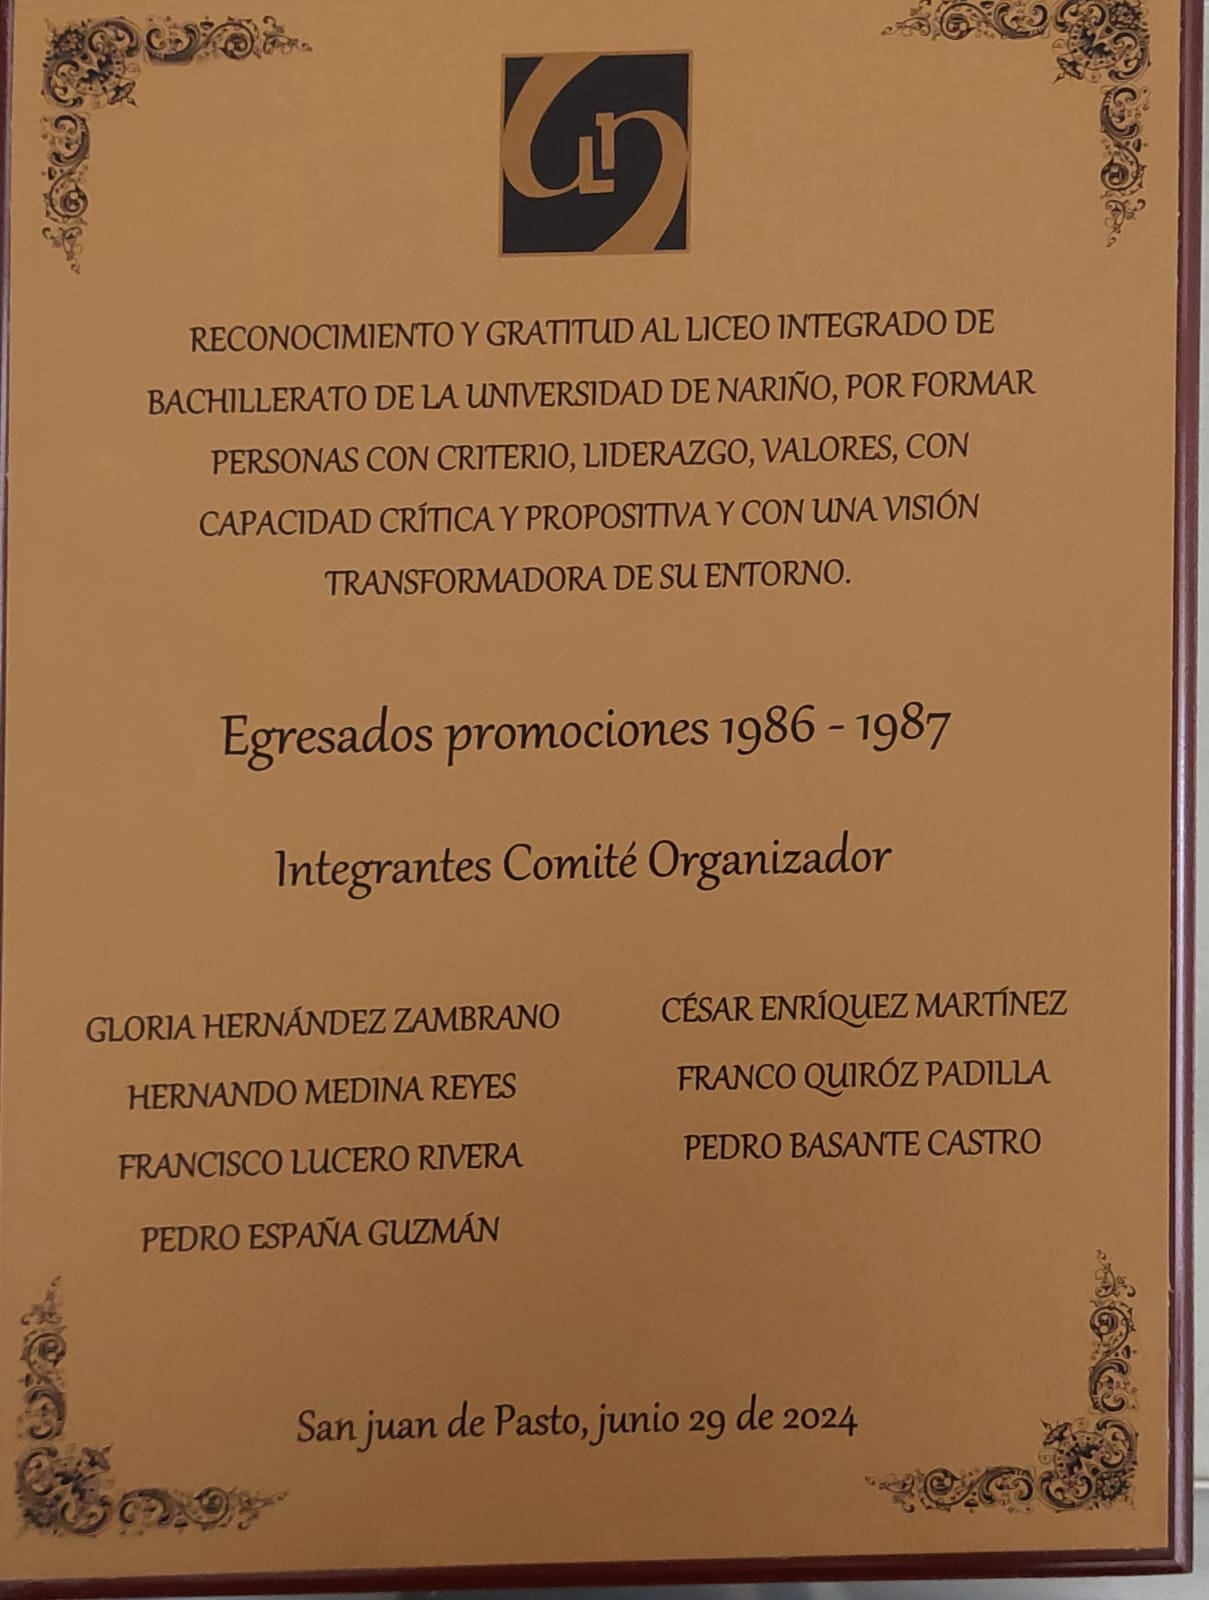 Ln
RECONOCIMIENTO Y GRATITUD AL LICEO INTEGRADO DE
BACHILLERATO DE LA UNIVERSIDAD DE NARIÑO, POR FORMAR
PERSONAS CON CRITERIO, LIDERAZGO, VALORES, CON
CAPACIDAD CRÍTICA Y PROPOSITIVA Y CON UNA VISIÓN
TRANSFORMADORA DE SU ENTORNO.
Egresados promociones 1986 - 1987
Integrantes Comité Organizador
GLORIA HERNÁNDEZ ZAMBRANO
HERNANDO MEDINA REYES
FRANCISCO LUCERO RIVERA
PEDRO ESPAÑA GUZMÁN
CÉSAR ENRÍQUEZ MARTÍNEZ
FRANCO QUIRÓZ PADILLA
PEDRO BASANTE CASTRO
San juan de Pasto, junio 29 de 2024